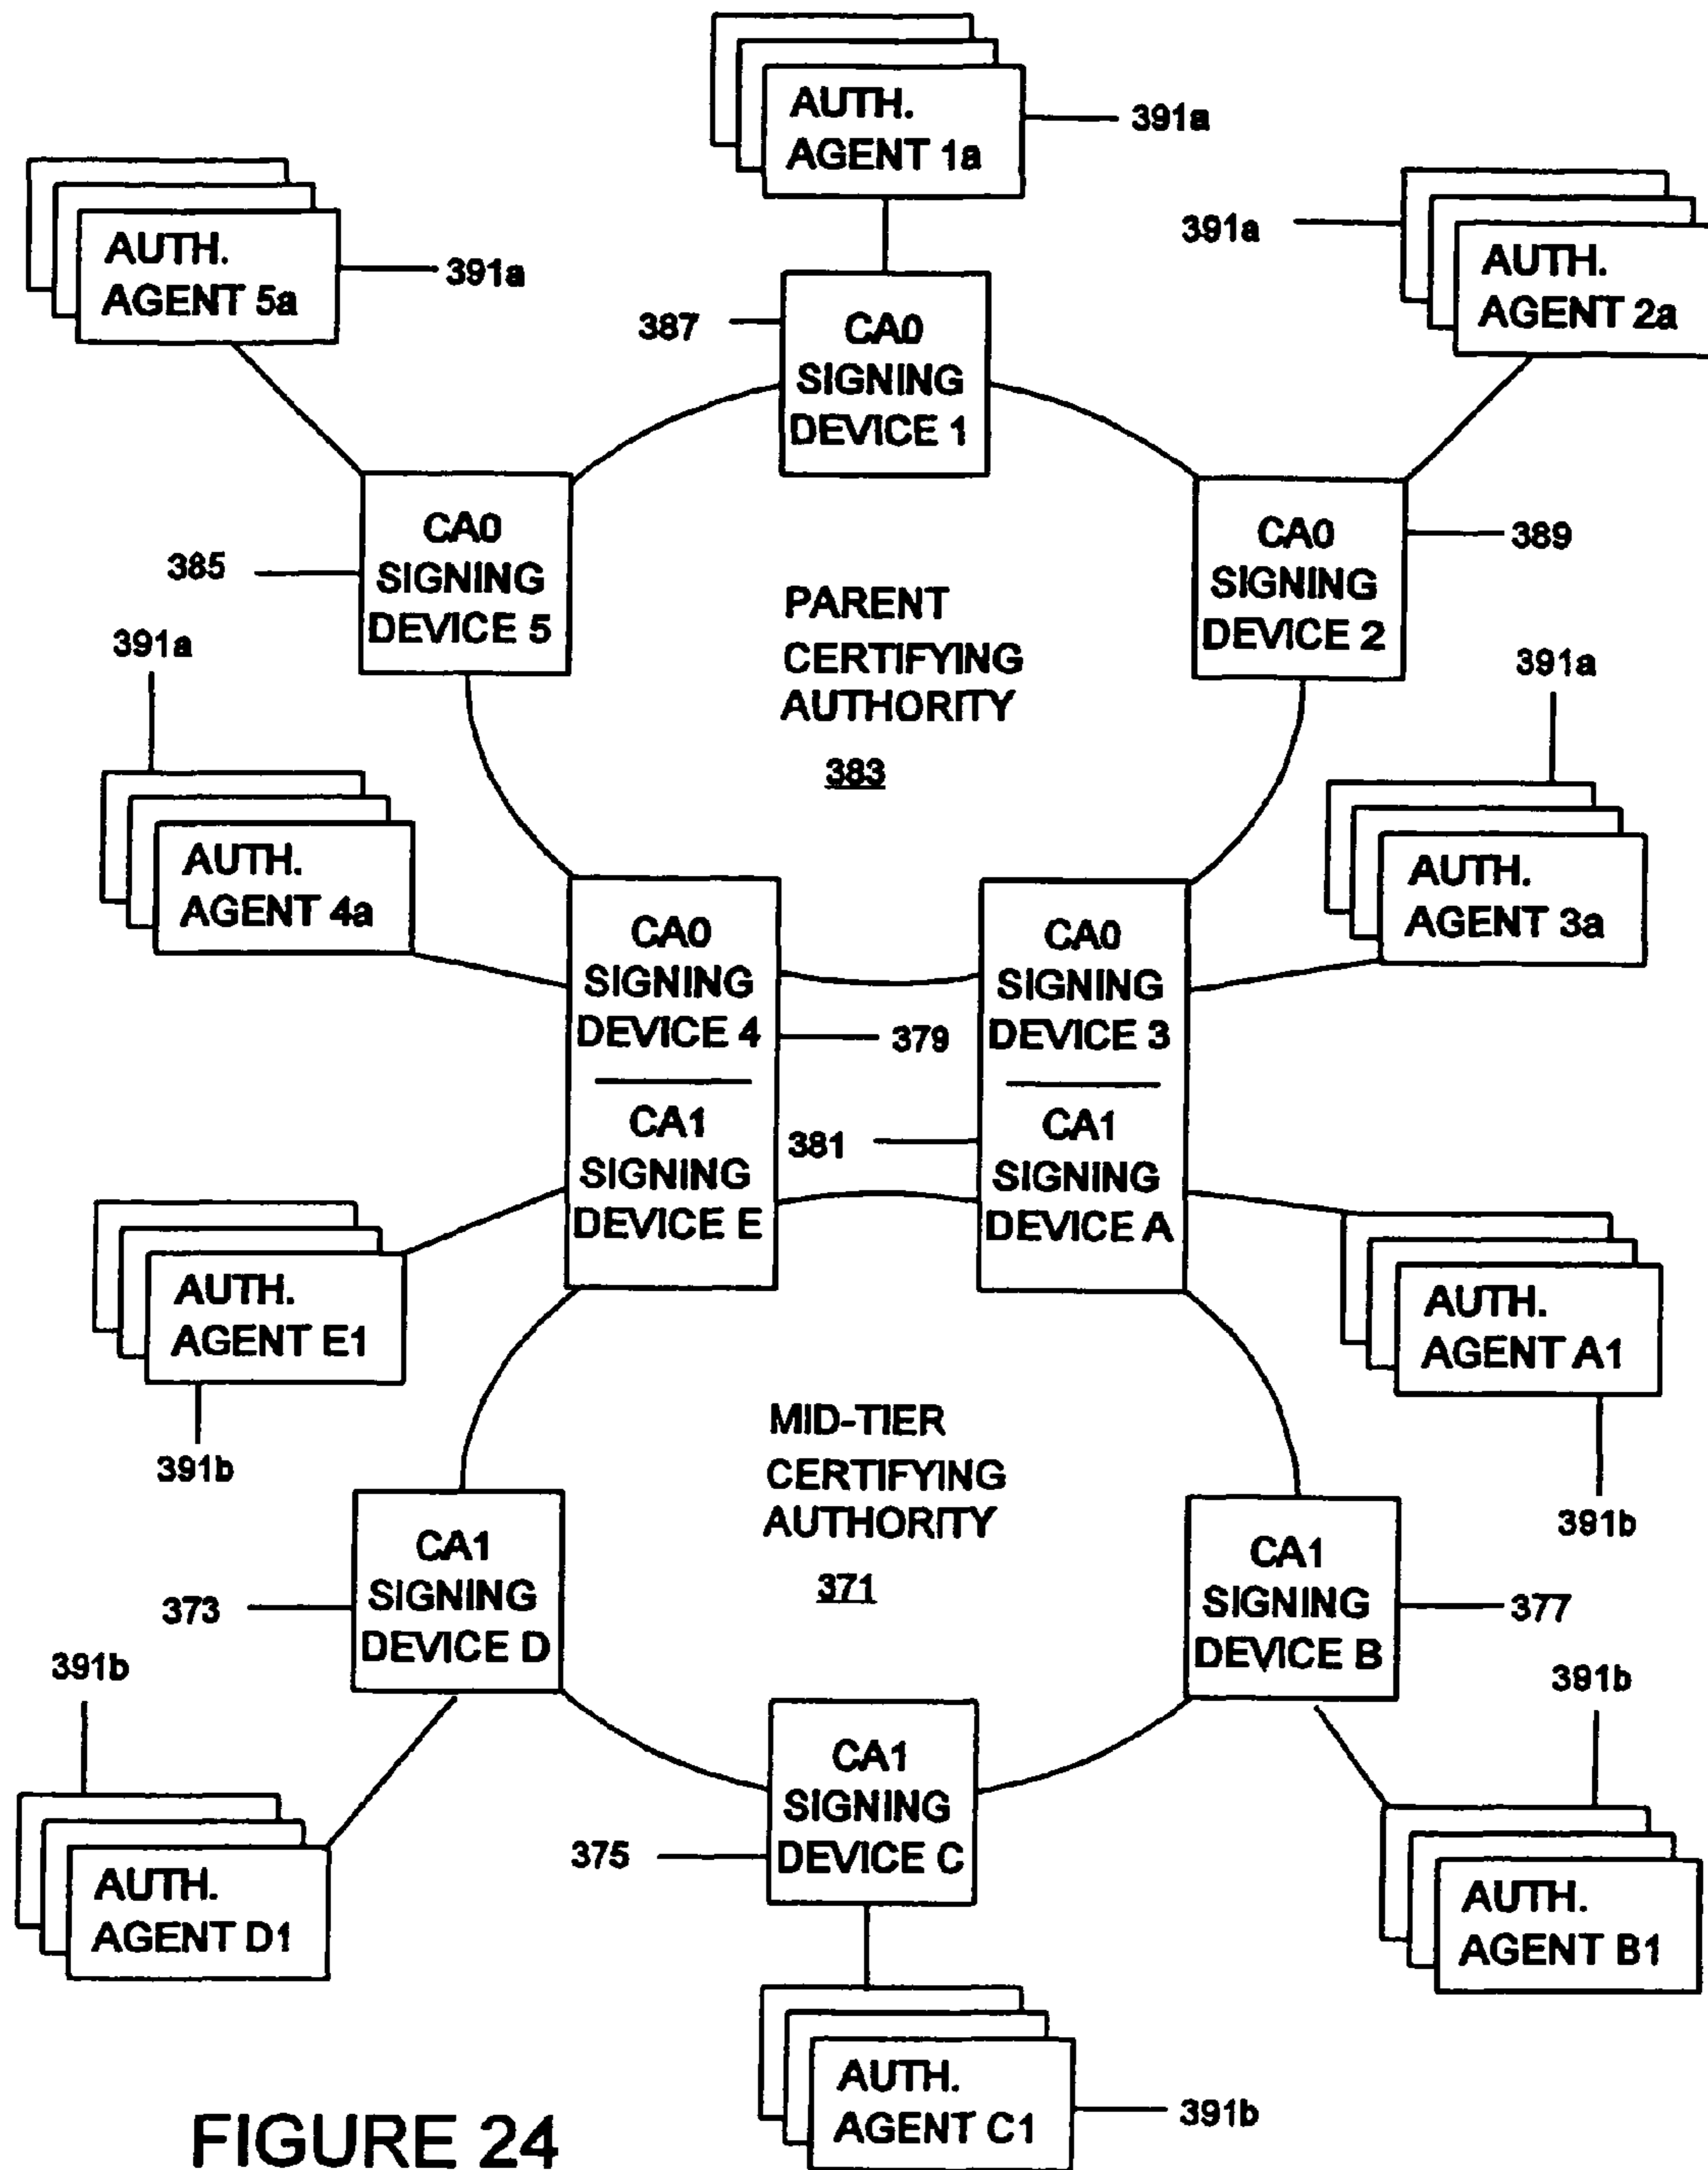 AUTH.
AGENT 1a
391a
AUTH.
AGENT 5a
391a
391a
AUTH.
AGENT 2a
387
CA0
SIGNING
DEVICE 1
385
CA0
SIGNING
DEVICE 5
CA0
SIGNING
DEVICE 2
389
PARENT
CERTIFYING
AUTHORITY
383
391a
AUTH.
AGENT 4a
391a
AUTH.
AGENT 3a
CA0
SIGNING
DEVICE 4
379
CA1
SIGNING
DEVICE E
CA0
SIGNING
DEVICE 3
381
CA1
SIGNING
DEVICE A
AUTH.
AGENT E1
391b
AUTH.
AGENT A1
391b
MID-TIER
CERTIFYING
AUTHORITY
371
373
CA1
SIGNING
DEVICE D
CA1
SIGNING
DEVICE B
377
391b
AUTH.
AGENT D1
375
CA1
SIGNING
DEVICE C
391b
AUTH.
AGENT B1
AUTH.
AGENT C1
391b
FIGURE 24